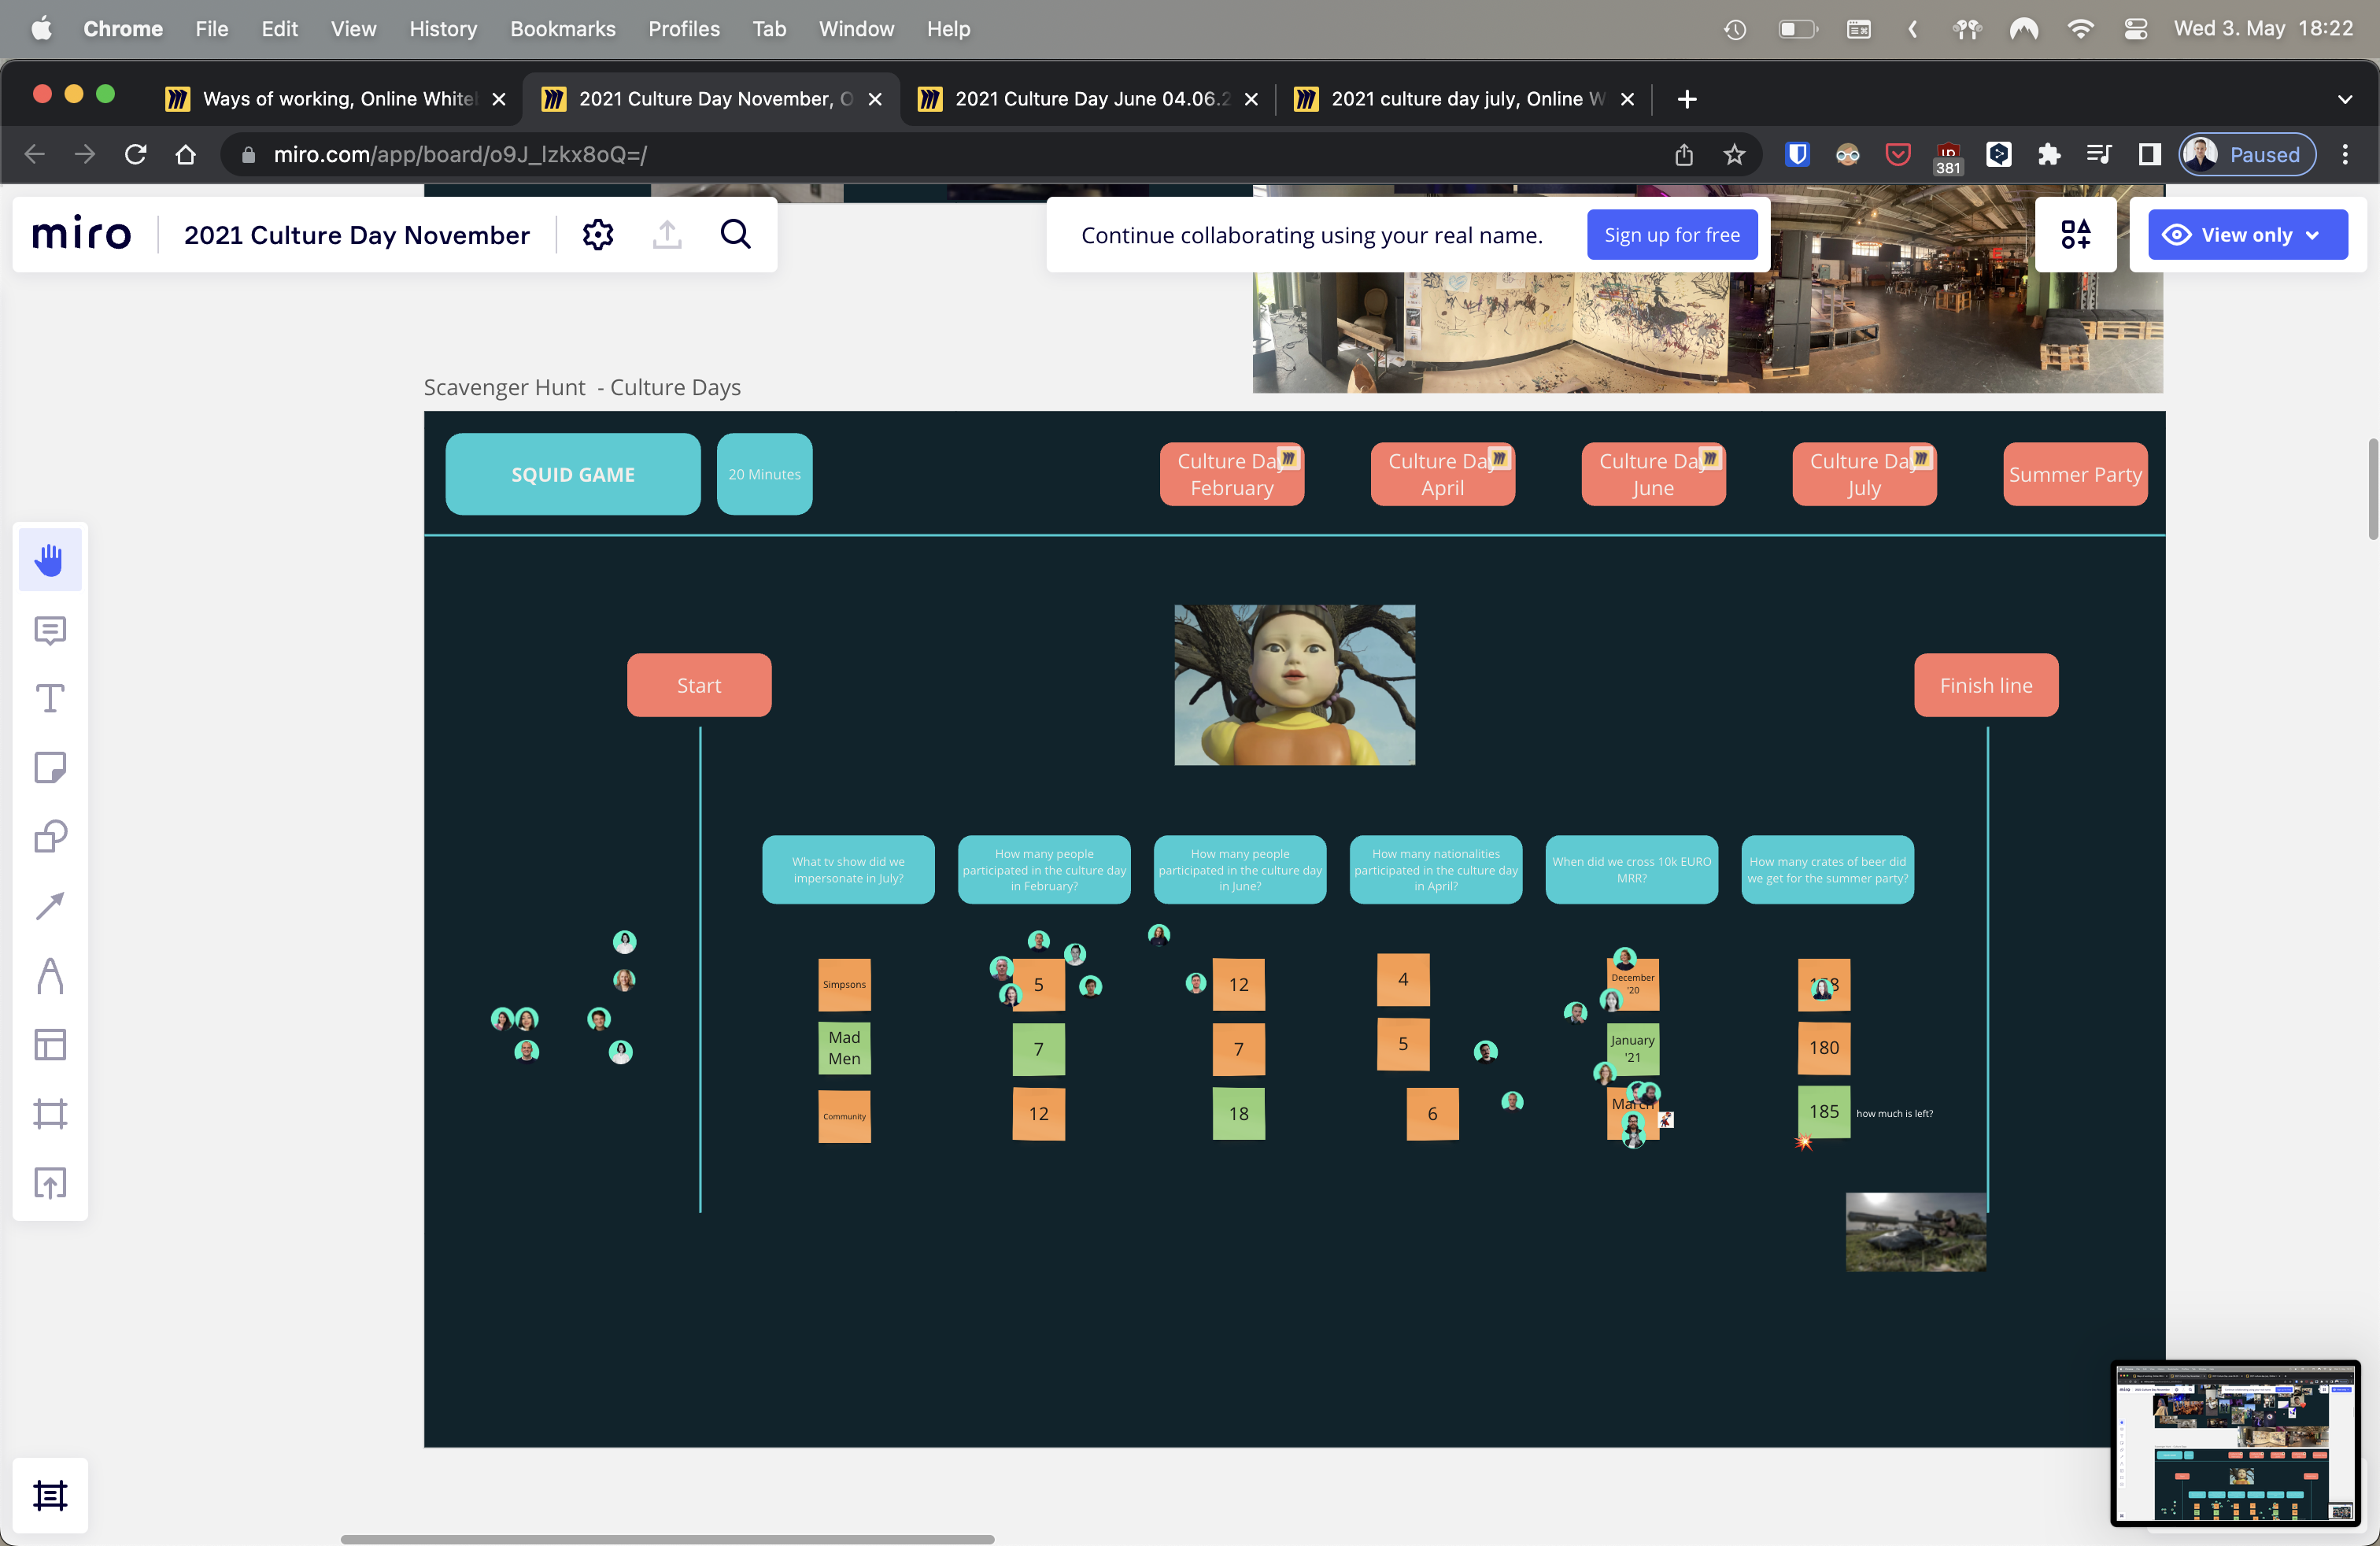 Chrome File Edit View History Bookmarks Profiles Tab Window Help
Wed 3. May 18:22
Ways of working, Online White
2021 Culture Day November, O
2021 Culture Day June 04.06.2
2021 culture day july, Online W
miro.com/app/board/o9J_lzkx8oQ=/
381
Paused
miro
2021 Culture Day November
Continue collaborating using your real name.
Sign up for free
View only
Scavenger Hunt - Culture Days
SQUID GAME
20 Minutes
Culture Day
February
Culture Day
April
Culture Day
June
Culture Day
July
Summer Party
Start
Finish line
What tv show did we
impersonate in July?
How many people
participated in the culture day
in February?
How many people
participated in the culture day
in June?
How many nationalities
participated in the culture day
in April?
When did we cross 10k EURO
MRR?
How many crates of beer did
we get for the summer party?
Simpsons
Mad
Men
Community
5
7
12
12
7
18
4
5
6
December
'20
January
'21
March
180
185
how much is left?